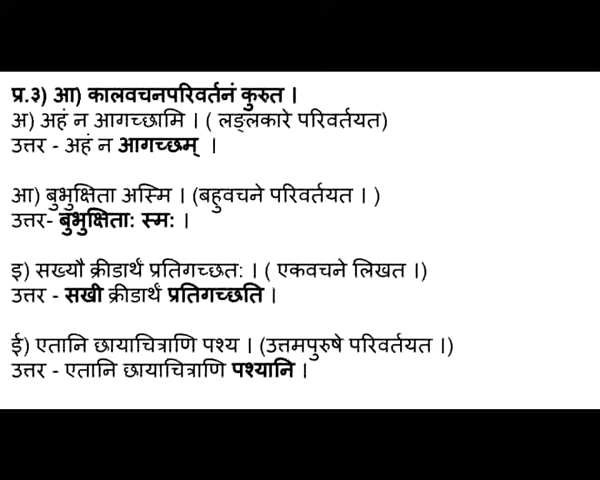 प्र.३) आ) कालवचनपरिवर्तनं कुरुत ।
अ) अहं न आगच्छामि । ( लङ्लकारे परिवर्तयत)
उत्तर - अहं न आगच्छम् ।
आ) बुभुक्षिता अस्मि । (बहुवचने परिवर्तयत । )
उत्तर- बुभुक्षिता: स्म: ।
इ) सख्यौ क्रीडार्थं प्रतिगच्छत: । ( एकवचने लिखत ।)
उत्तर - सखी क्रीडार्थं प्रतिगच्छति ।
ई) एतानि छायाचित्राणि पश्य । (उत्तमपुरुषे परिवर्तयत ।)
उत्तर - एतानि छायाचित्राणि पश्यानि ।